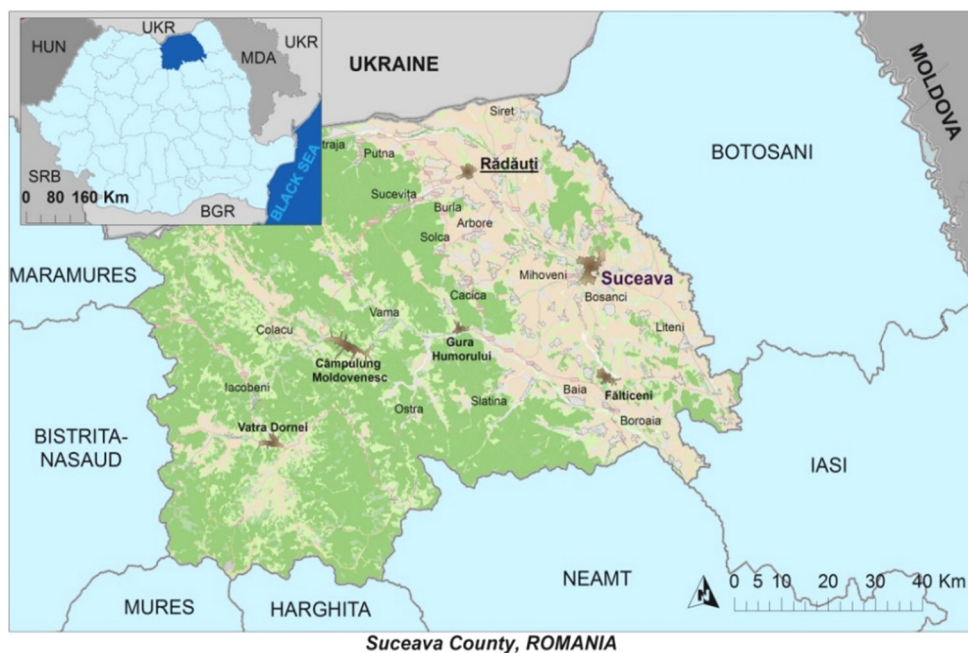 UKR
HUN
UKR
MDA
SRB
0 80 160 Km
BGR
BLACK SEA
UKRAINE
MOLDOVA
Siret
BOTOSANI
traja
Putna
Rădăuți
Sucevița
Burla
Arbore
Solca
MARAMURES
Mihoveni
Suceava
Cacica
Bosanci
Vama
Colacu
Liteni
Gura
Humorului
Câmpulung
Moldovenesc
Iacobeni
Baia
Fălticeni
Ostra
Slatina
Vatra Dornei
Boroaia
BISTRITA-
NASAUD
IASI
NEAMT
N
0 5 10 20 30 40 Km
MURES
HARGHITA
Suceava County, ROMANIA